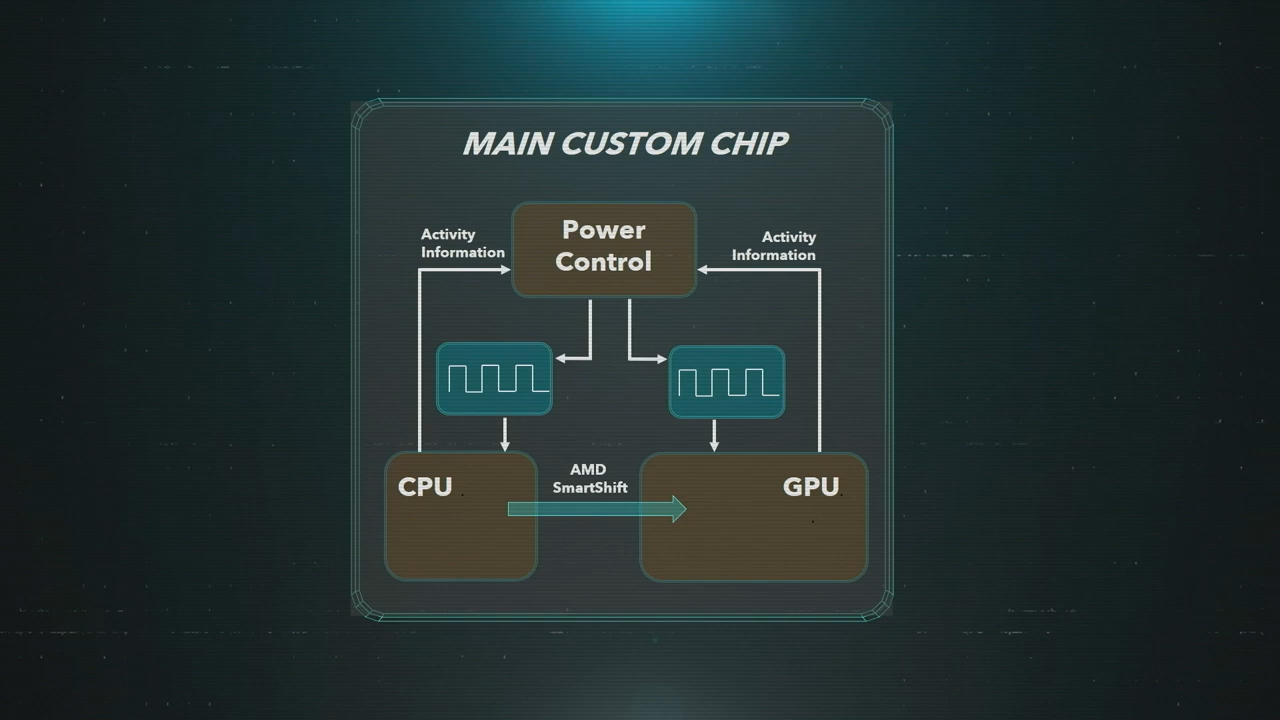 MAIN CUSTOM CHIP
Power
Control
Activity
Information
Activity
Information
AMD
SmartShift
CPU
GPU